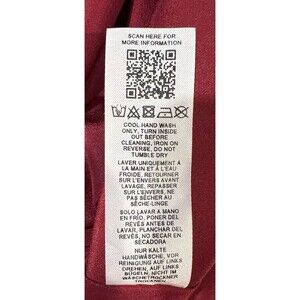 SCAN HERE FOR
MORE INFORMATION
COOL HAND WASH
ONLY, TURN INSIDE
OUT BEFORE
CLEANING, IRON ON
REVERSE, DO NOT
TUMBLE DRY
LAVER UNIQUEMENT À
LA MAIN ET À L'EAU
FROIDE, RETOURNER
SUR L'ENVERS AVANT
LAVAGE, REPASSER
SUR L'ENVERS, NE
PAS SÉCHER AU
SÈCHE-LINGE
SOLO LAVAR A MANO
EN FRÍO, PONER DEL
REVÉS ANTES DE
LAVAR, PLANCHAR DEL
REVÉS, NO SECAR EN
SECADORA
NUR KALTE
HANDWÄSCHE, VOR
REINIGUNG AUF LINKS
DREHEN, AUF LINKS
BÜGELN, NICHT IM
WÄSCHETROCKNER
TROCKNEN